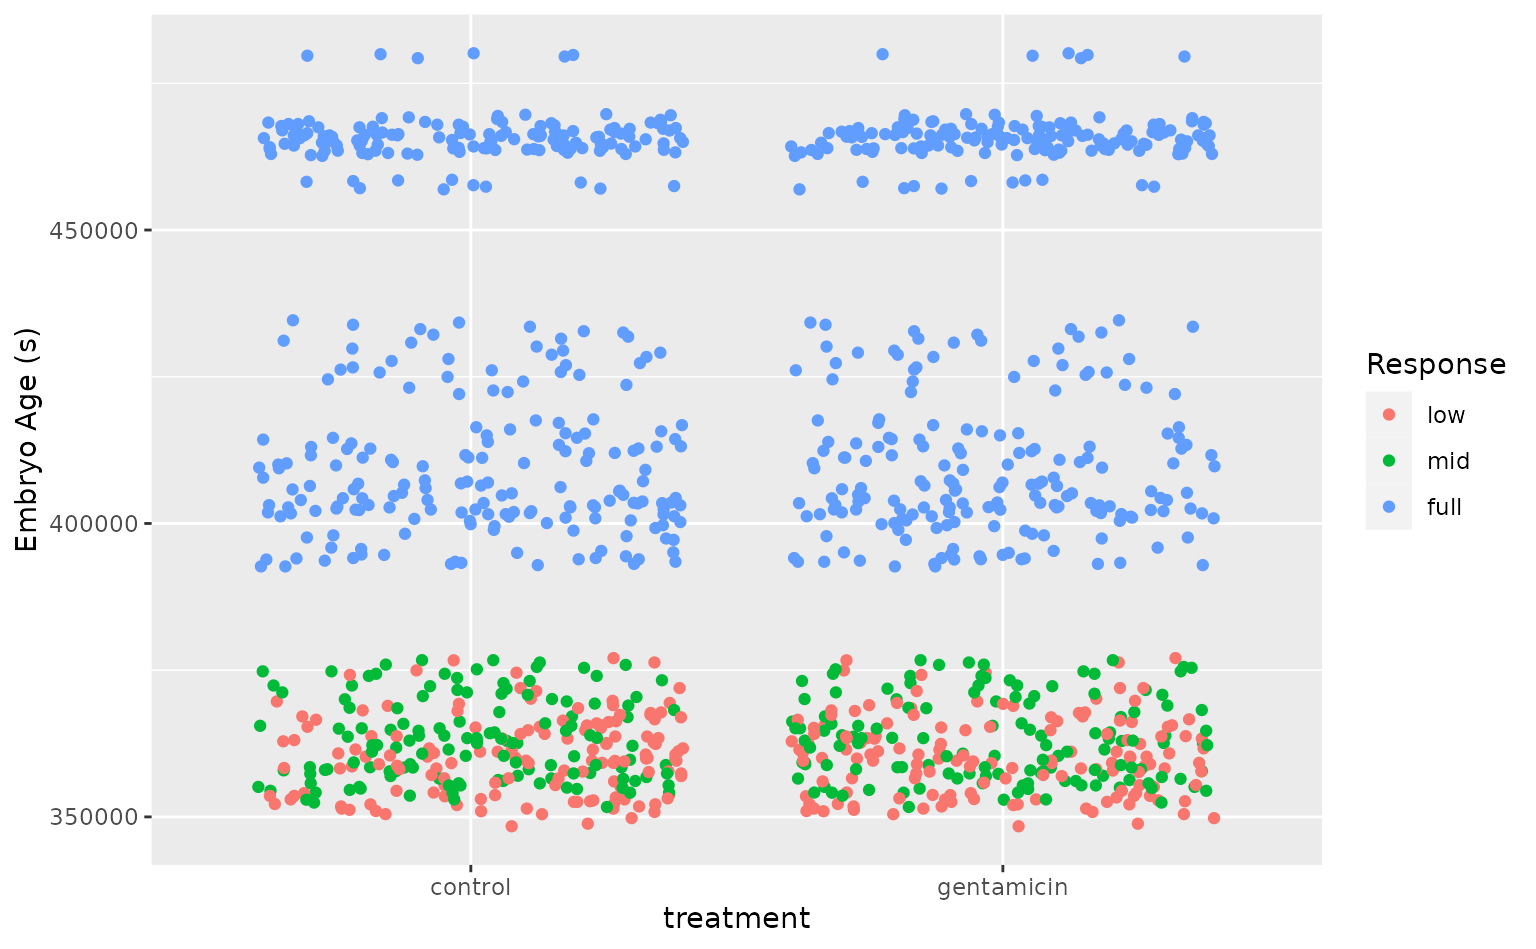 Embryo Age (s)
450000
400000
350000
control
gentamicin
treatment
Response
low
mid
full